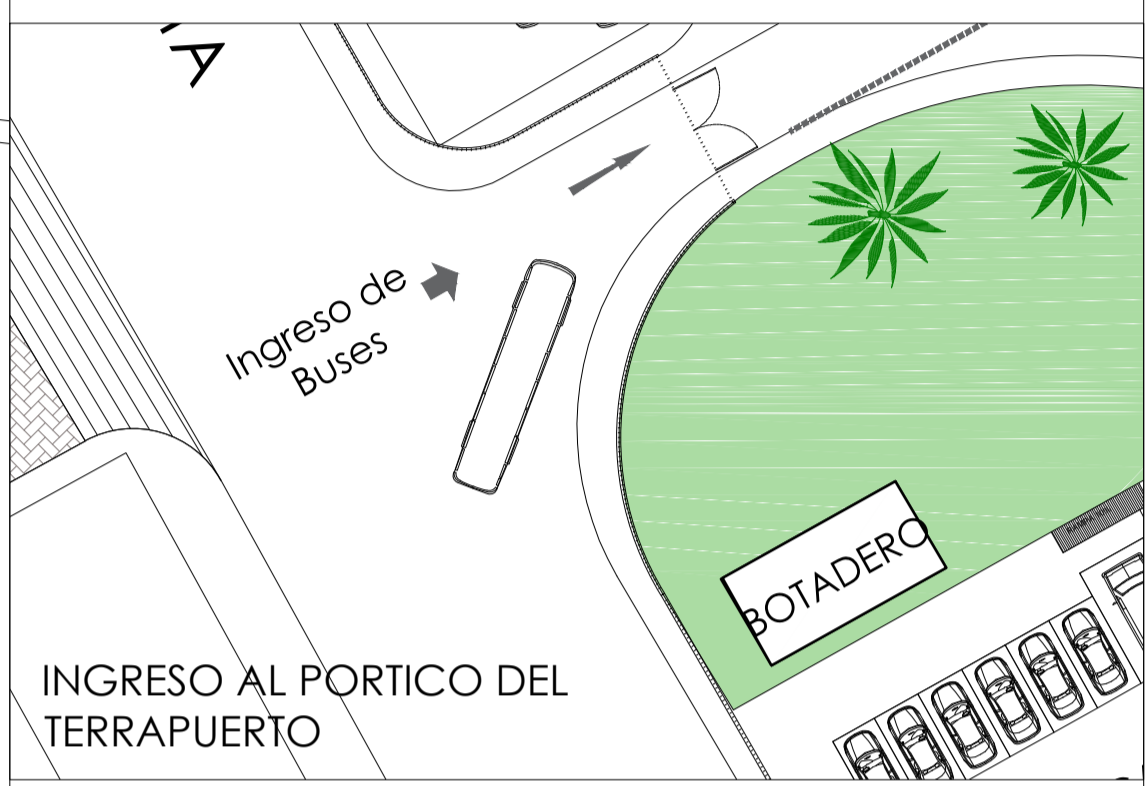 Ingreso de
Buses
BOTADERO
INGRESO AL PORTICO DEL
TERRAPUERTO